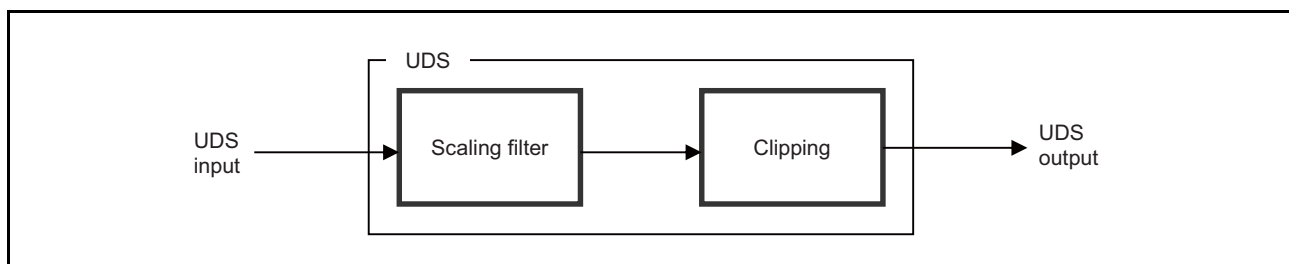 UDS
UDS
input
Scaling filter
Clipping
UDS
output